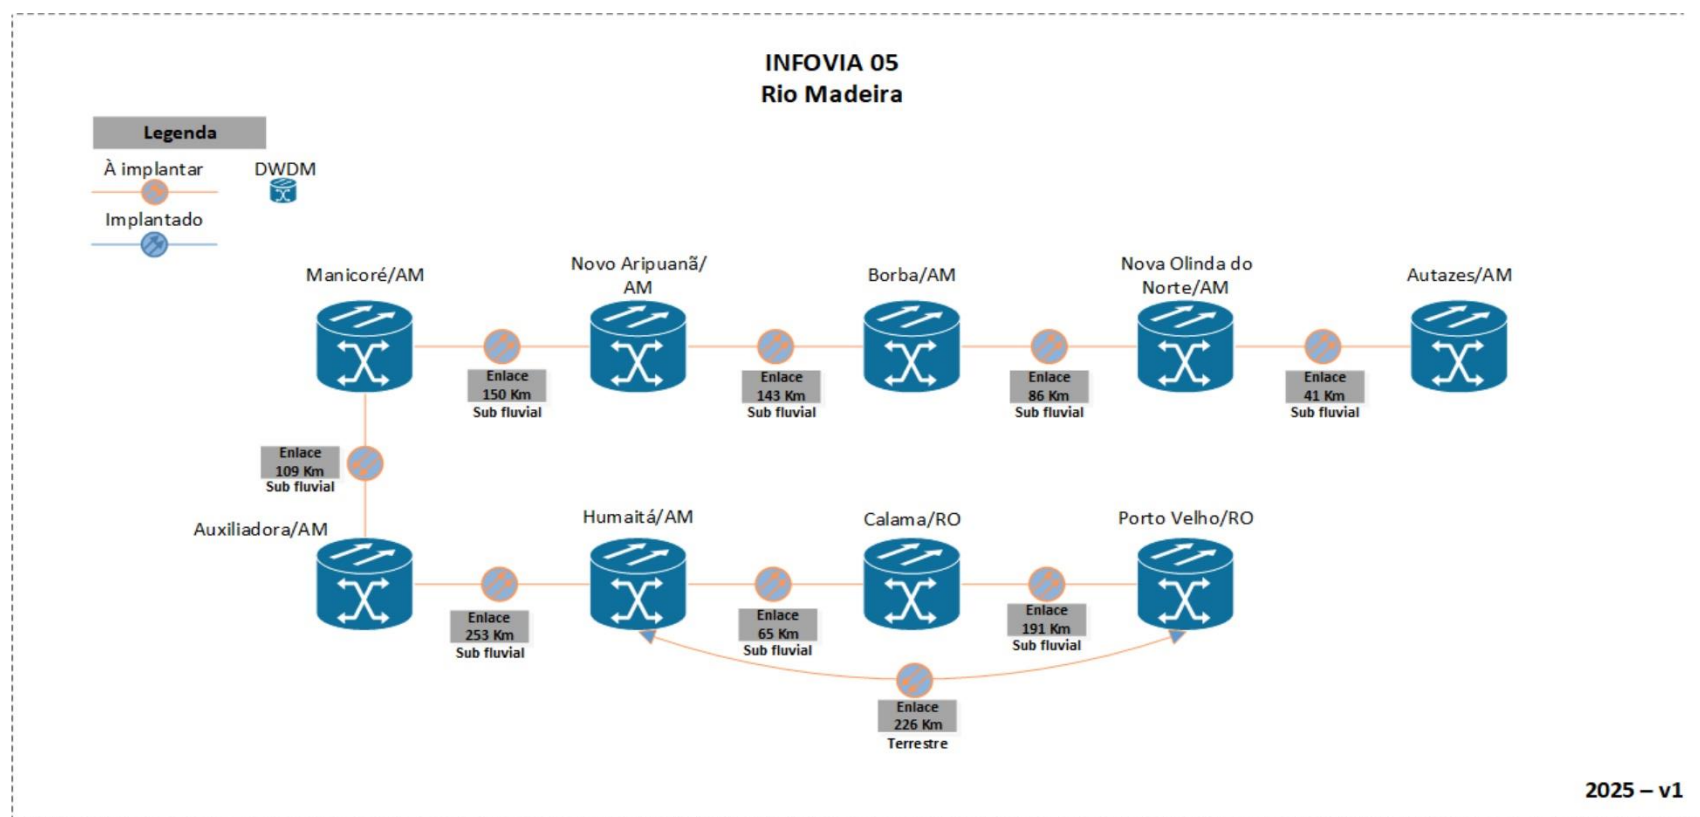 INFOVIA 05
Rio Madeira
Legenda
À implantar
DWDM
Implantado
Manicoré/AM
Novo Aripuanã/
AM
Borba/AM
Nova Olinda do
Norte/AM
Autazes/AM
Enlace
150 Km
Sub fluvial
Enlace
143 Km
Sub fluvial
Enlace
86 Km
Sub fluvial
Enlace
41 Km
Sub fluvial
Enlace
109 Km
Sub fluvial
Auxiliadora/AM
Humaitá/AM
Calama/RO
Porto Velho/RO
Enlace
253 Km
Sub fluvial
Enlace
65 Km
Sub fluvial
Enlace
191 Km
Sub fluvial
Enlace
226 Km
Terrestre
2025 – v1